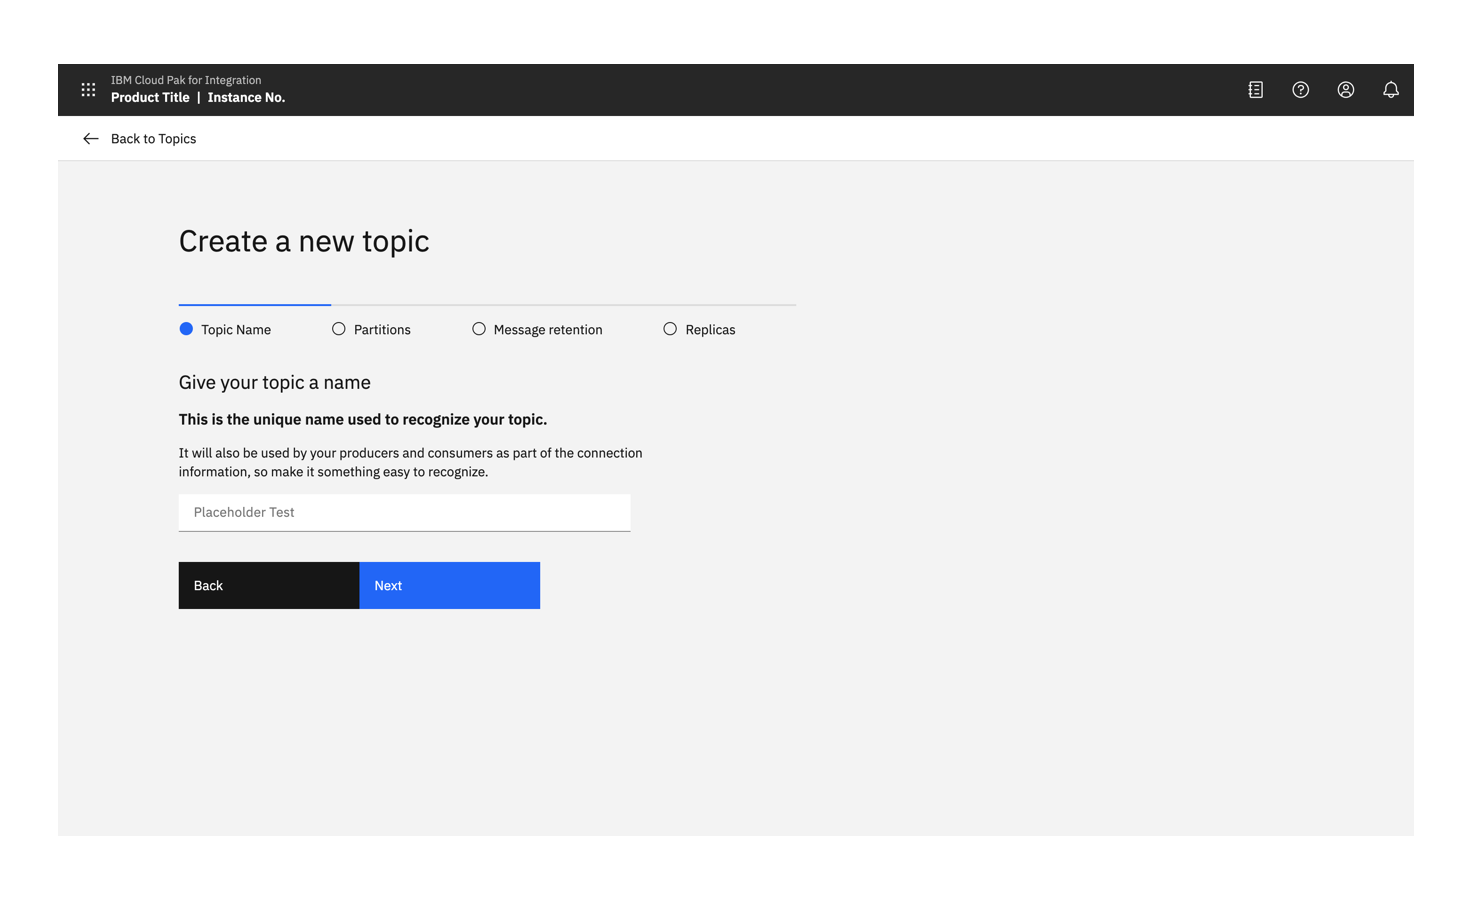 IBM Cloud Pak for Integration
Product Title | Instance No.
Back to Topics
Create a new topic
Topic Name
Partitions
Message retention
Replicas
Give your topic a name
This is the unique name used to recognize your topic.
It will also be used by your producers and consumers as part of the connection
information, so make it something easy to recognize.
Placeholder Test
Back
Next